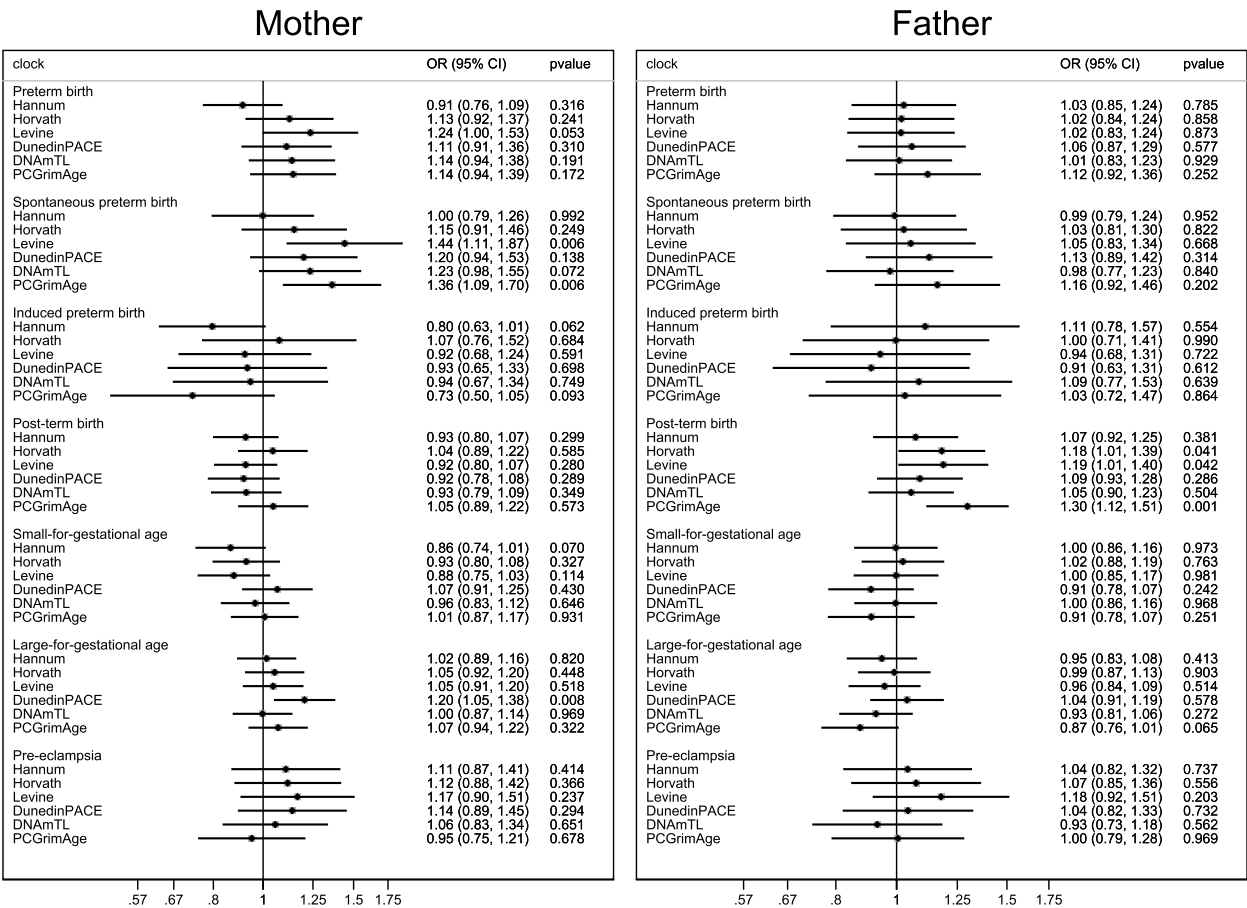 Mother
clock OR (95% CI) pvalue
Preterm birth
Hannum 0.91 (0.76, 1.09) 0.316
Horvath 1.13 (0.92, 1.37) 0.241
Levine 1.24 (1.00, 1.53) 0.053
DunedinPACE 1.11 (0.91, 1.36) 0.310
DNAmTL 1.14 (0.94, 1.38) 0.191
PCGrimAge 1.14 (0.94, 1.39) 0.172
Spontaneous preterm birth
Hannum 1.00 (0.79, 1.26) 0.992
Horvath 1.15 (0.91, 1.46) 0.249
Levine 1.44 (1.11, 1.87) 0.006
DunedinPACE 1.20 (0.94, 1.53) 0.138
DNAmTL 1.23 (0.98, 1.55) 0.072
PCGrimAge 1.36 (1.09, 1.70) 0.006
Induced preterm birth
Hannum 0.80 (0.63, 1.01) 0.062
Horvath 1.07 (0.76, 1.52) 0.684
Levine 0.92 (0.68, 1.24) 0.591
DunedinPACE 0.93 (0.65, 1.33) 0.698
DNAmTL 0.94 (0.67, 1.34) 0.749
PCGrimAge 0.73 (0.50, 1.05) 0.093
Post-term birth
Hannum 0.93 (0.80, 1.07) 0.299
Horvath 1.04 (0.89, 1.22) 0.585
Levine 0.92 (0.80, 1.07) 0.280
DunedinPACE 0.92 (0.78, 1.08) 0.289
DNAmTL 0.93 (0.79, 1.09) 0.349
PCGrimAge 1.05 (0.89, 1.22) 0.573
Small-for-gestational age
Hannum 0.86 (0.74, 1.01) 0.070
Horvath 0.93 (0.80, 1.08) 0.327
Levine 0.88 (0.75, 1.03) 0.114
DunedinPACE 1.07 (0.91, 1.25) 0.430
DNAmTL 0.96 (0.83, 1.12) 0.646
PCGrimAge 1.01 (0.87, 1.17) 0.931
Large-for-gestational age
Hannum 1.02 (0.89, 1.16) 0.820
Horvath 1.05 (0.92, 1.20) 0.448
Levine 1.05 (0.91, 1.20) 0.518
DunedinPACE 1.20 (1.05, 1.38) 0.008
DNAmTL 1.00 (0.87, 1.14) 0.969
PCGrimAge 1.07 (0.94, 1.22) 0.322
Pre-eclampsia
Hannum 1.11 (0.87, 1.41) 0.414
Horvath 1.12 (0.88, 1.42) 0.366
Levine 1.17 (0.90, 1.51) 0.237
DunedinPACE 1.14 (0.89, 1.45) 0.294
DNAmTL 1.06 (0.83, 1.34) 0.651
PCGrimAge 0.95 (0.75, 1.21) 0.678
.57 .67 .8 1 1.25 1.5 1.75
Father
clock OR (95% CI) pvalue
Preterm birth
Hannum 1.03 (0.85, 1.24) 0.785
Horvath 1.02 (0.84, 1.24) 0.858
Levine 1.02 (0.83, 1.24) 0.873
DunedinPACE 1.06 (0.87, 1.29) 0.577
DNAmTL 1.01 (0.83, 1.23) 0.929
PCGrimAge 1.12 (0.92, 1.36) 0.252
Spontaneous preterm birth
Hannum 0.99 (0.79, 1.24) 0.952
Horvath 1.03 (0.81, 1.30) 0.822
Levine 1.05 (0.83, 1.34) 0.668
DunedinPACE 1.13 (0.89, 1.42) 0.314
DNAmTL 0.98 (0.77, 1.23) 0.840
PCGrimAge 1.16 (0.92, 1.46) 0.202
Induced preterm birth
Hannum 1.11 (0.78, 1.57) 0.554
Horvath 1.00 (0.71, 1.41) 0.990
Levine 0.94 (0.68, 1.31) 0.722
DunedinPACE 0.91 (0.63, 1.31) 0.612
DNAmTL 1.09 (0.77, 1.53) 0.639
PCGrimAge 1.03 (0.72, 1.47) 0.864
Post-term birth
Hannum 1.07 (0.92, 1.25) 0.381
Horvath 1.18 (1.01, 1.39) 0.041
Levine 1.19 (1.01, 1.40) 0.042
DunedinPACE 1.09 (0.93, 1.28) 0.286
DNAmTL 1.05 (0.90, 1.23) 0.504
PCGrimAge 1.30 (1.12, 1.51) 0.001
Small-for-gestational age
Hannum 1.00 (0.86, 1.16) 0.973
Horvath 1.02 (0.88, 1.19) 0.763
Levine 1.00 (0.85, 1.17) 0.981
DunedinPACE 0.91 (0.78, 1.07) 0.242
DNAmTL 1.00 (0.86, 1.16) 0.968
PCGrimAge 0.91 (0.78, 1.07) 0.251
Large-for-gestational age
Hannum 0.95 (0.83, 1.08) 0.413
Horvath 0.99 (0.87, 1.13) 0.903
Levine 0.96 (0.84, 1.09) 0.514
DunedinPACE 1.04 (0.91, 1.19) 0.578
DNAmTL 0.93 (0.81, 1.06) 0.272
PCGrimAge 0.87 (0.76, 1.01) 0.065
Pre-eclampsia
Hannum 1.04 (0.82, 1.32) 0.737
Horvath 1.07 (0.85, 1.36) 0.556
Levine 1.18 (0.92, 1.51) 0.203
DunedinPACE 1.04 (0.82, 1.33) 0.732
DNAmTL 0.93 (0.73, 1.18) 0.562
PCGrimAge 1.00 (0.79, 1.28) 0.969
.57 .67 .8 1 1.25 1.5 1.75